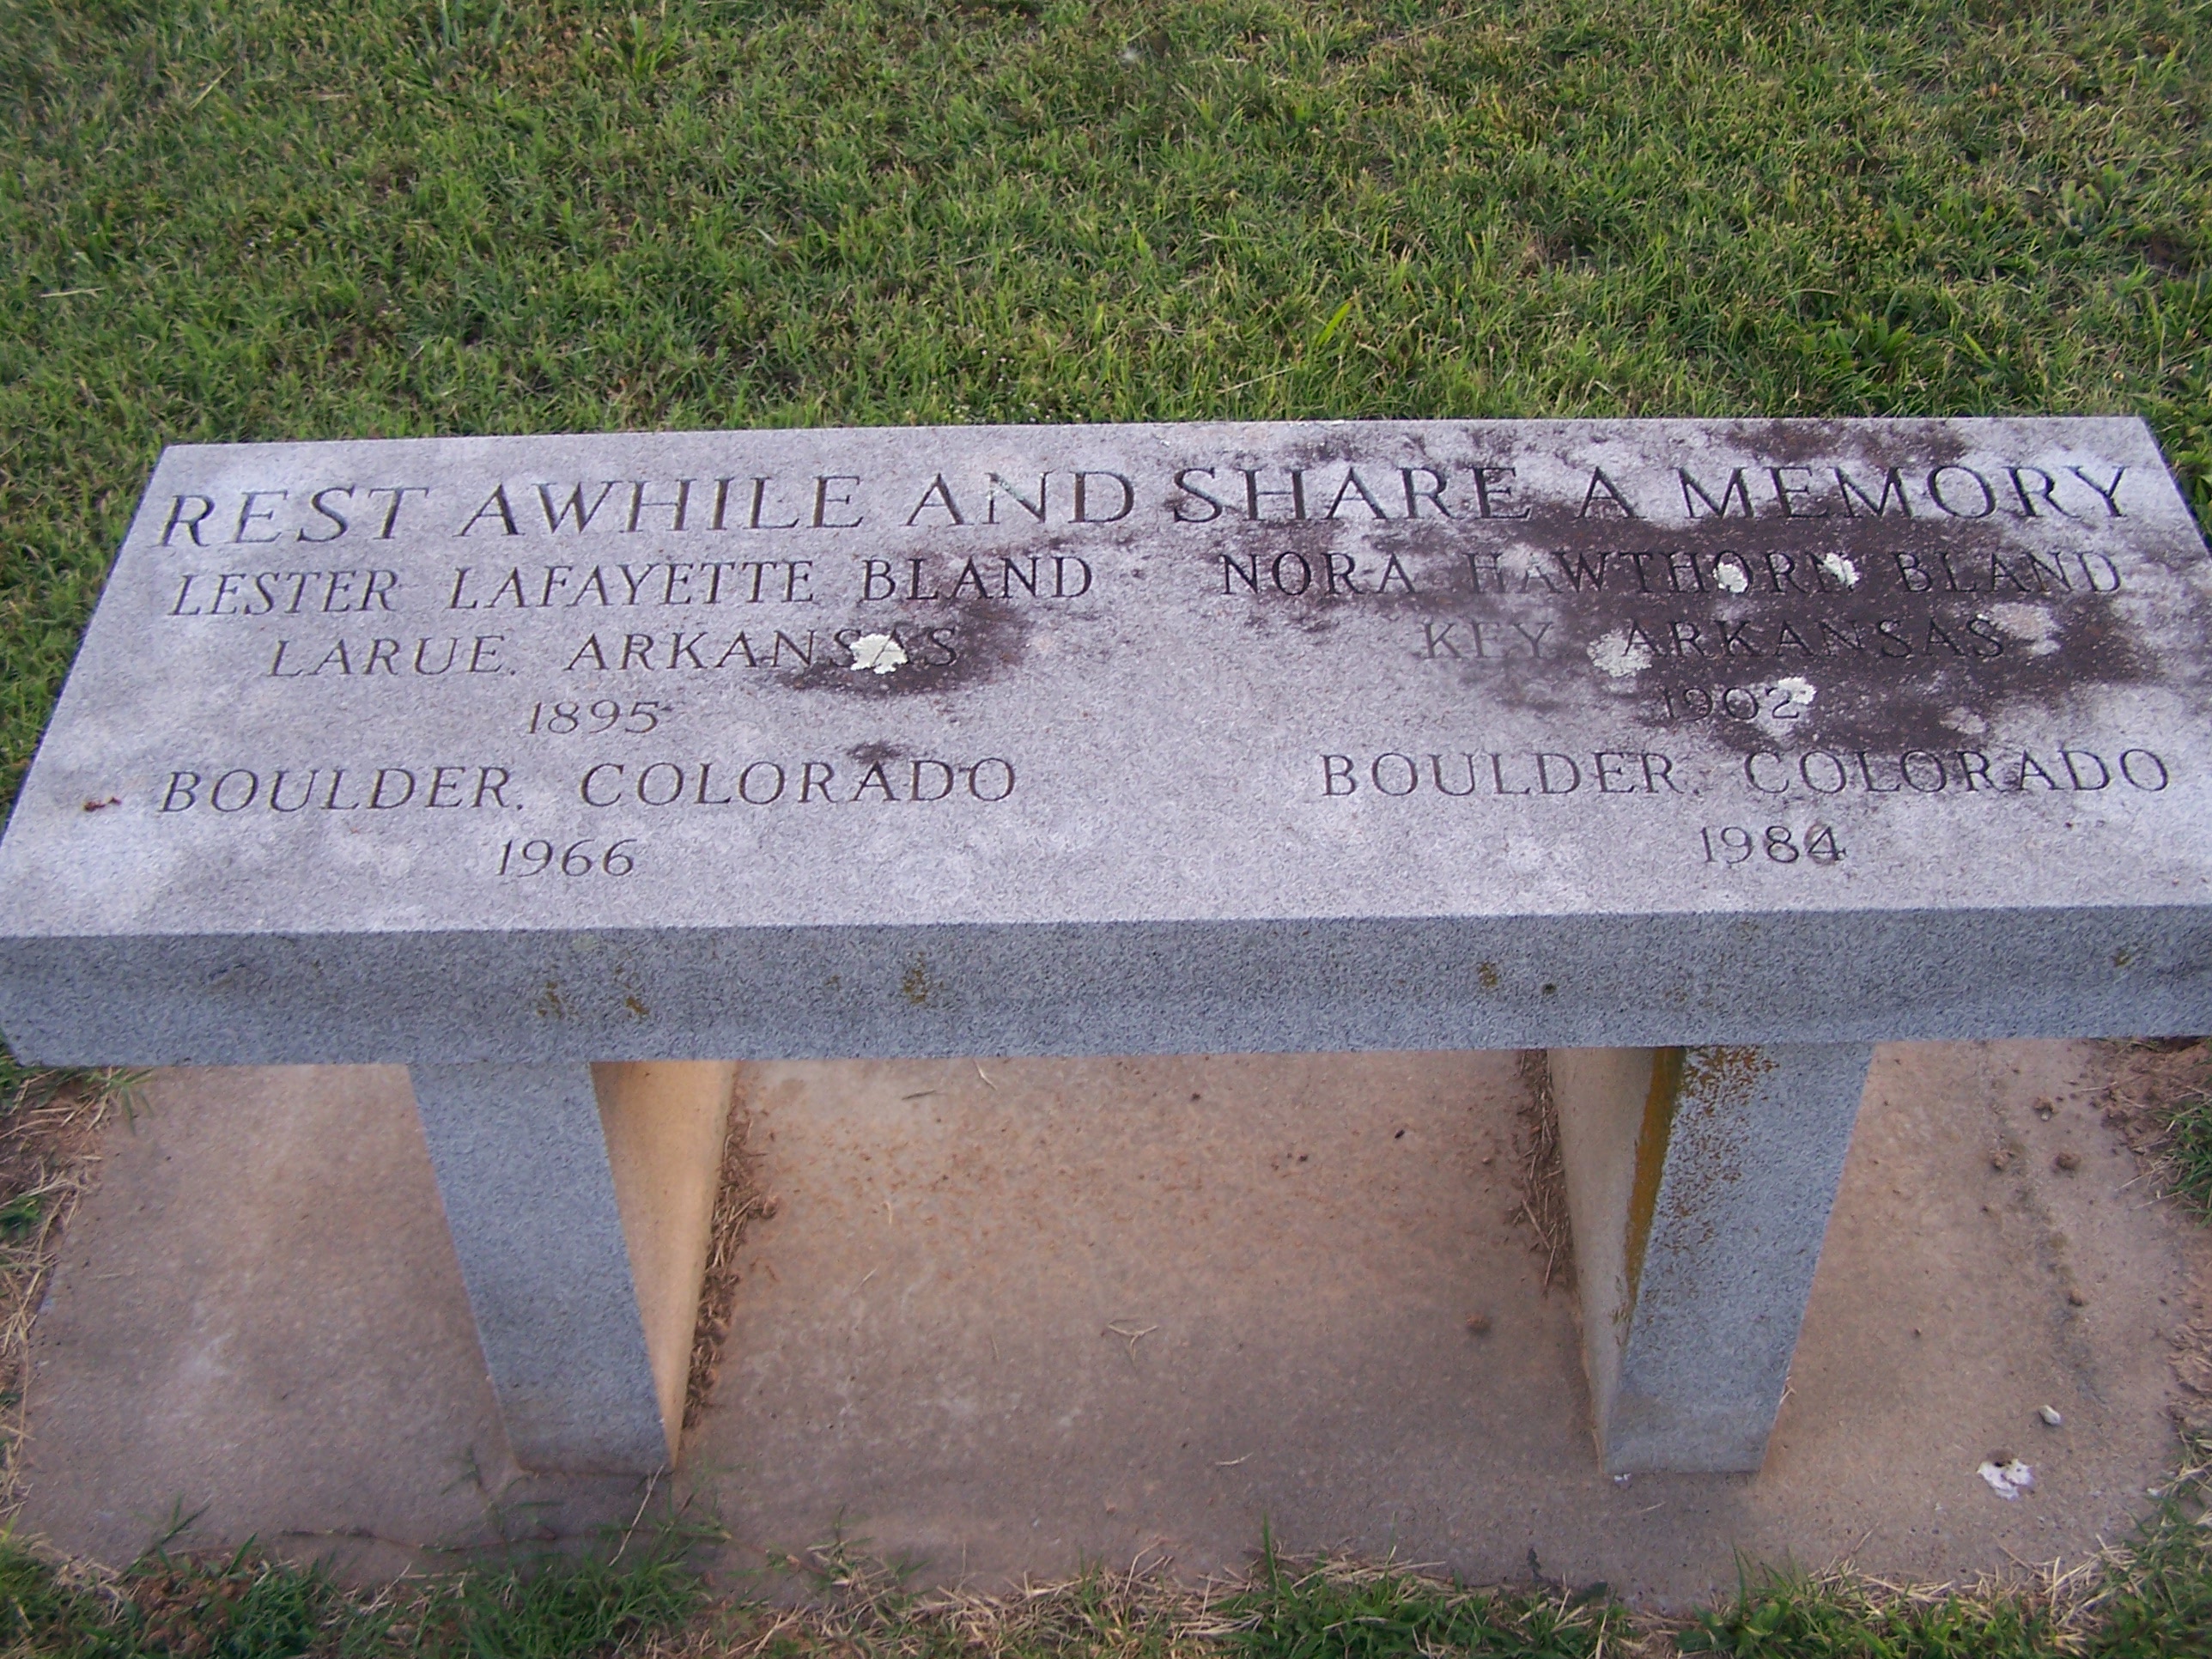 REST AWHILE AND SHARE A MEMORY
LESTER LAFAYETTE BLAND
LARUE, ARKANSAS
1895
BOULDER, COLORADO
1966
NORA HAWTHORN BLAND
KEY, ARKANSAS
1902
BOULDER, COLORADO
1984